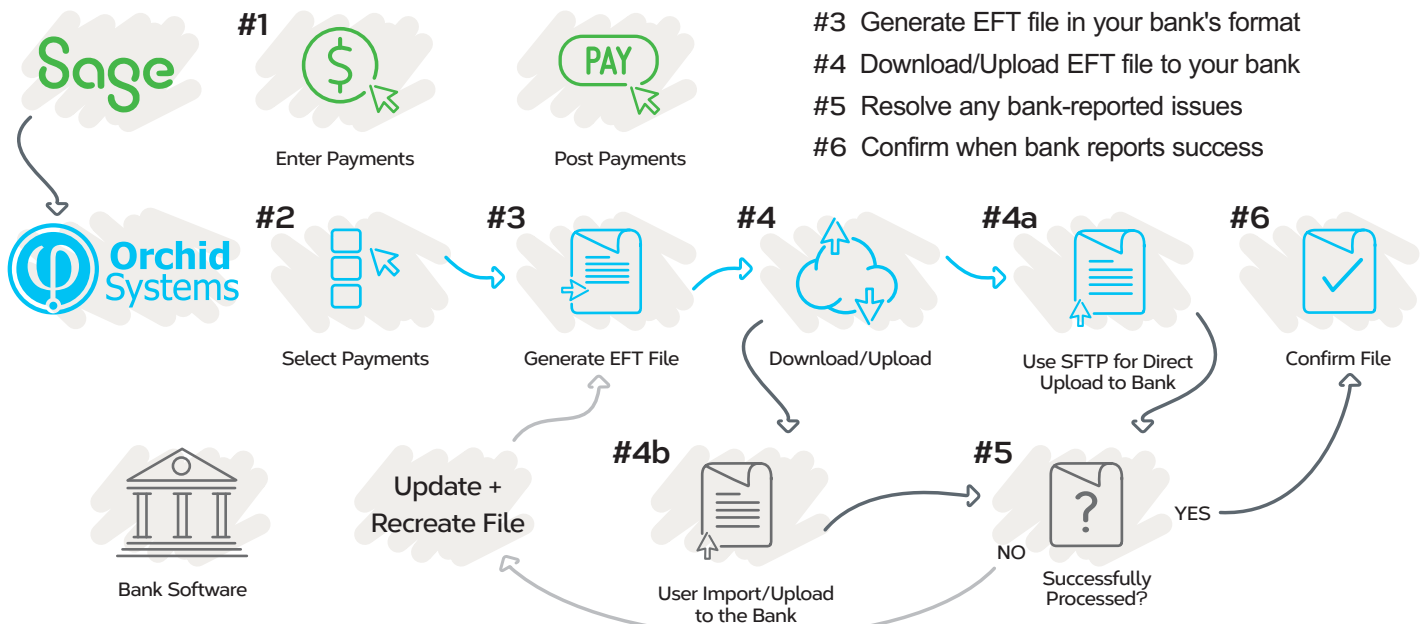 Sage
#1
$
Enter Payments
PAY
Post Payments
#3 Generate EFT file in your bank's format
#4 Download/Upload EFT file to your bank
#5 Resolve any bank-reported issues
#6 Confirm when bank reports success
Orchid
Systems
#2
Select Payments
#3
Generate EFT File
#4
Download/Upload
#4a
Use SFTP for Direct
Upload to Bank
#6
Confirm File
Bank Software
Update +
Recreate File
#4b
User Import/Upload
to the Bank
#5
?
Successfully
Processed?
NO
YES